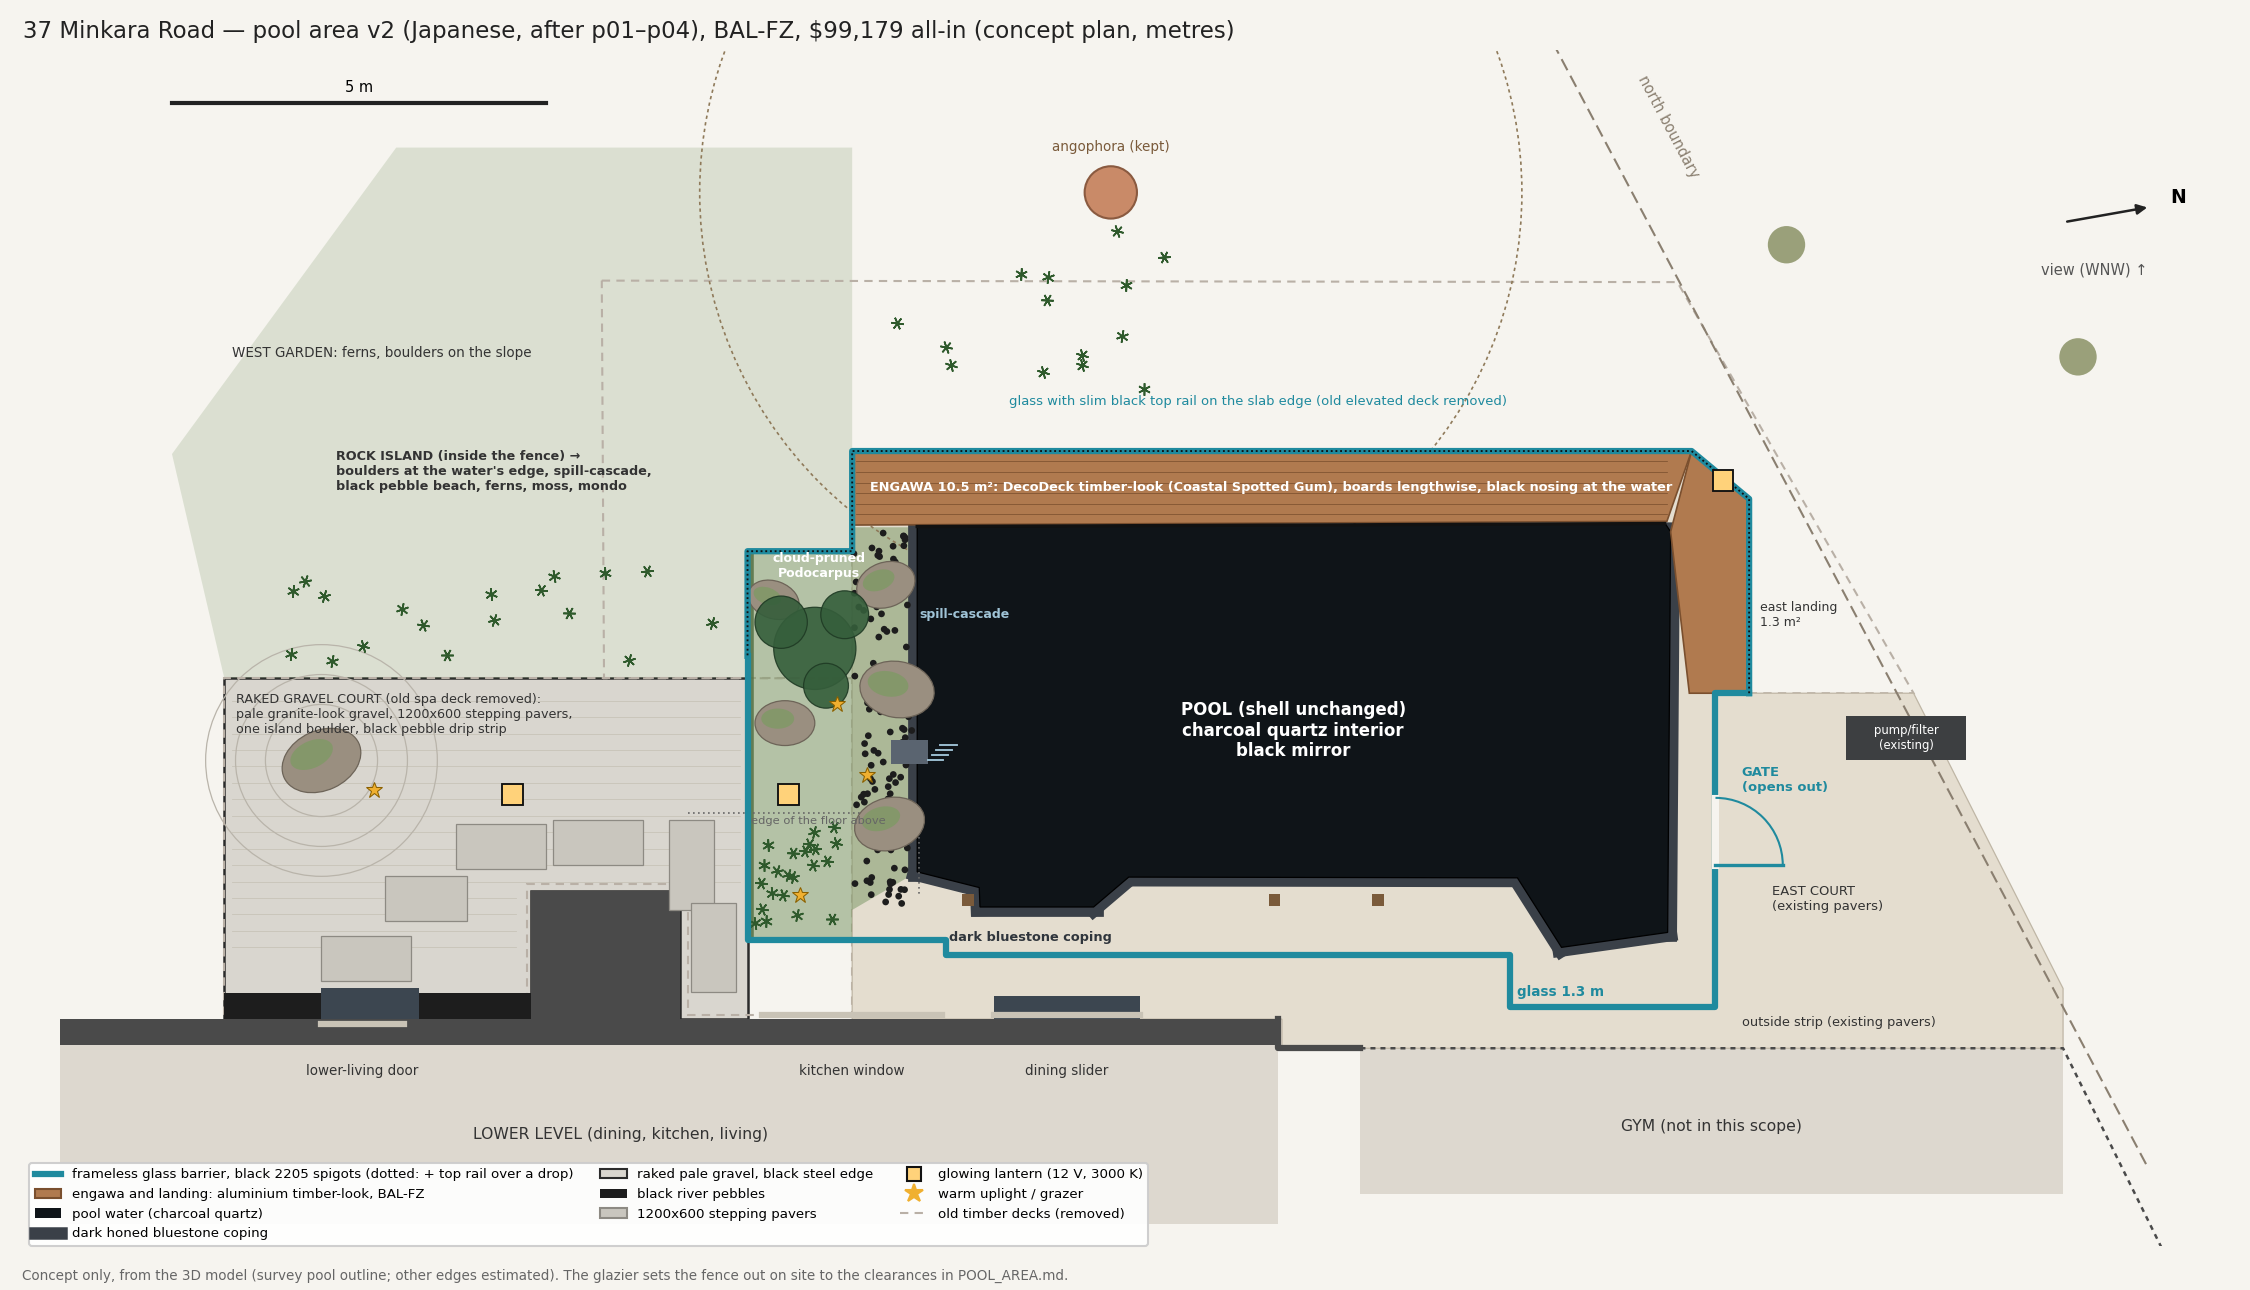 37 Minkara Road — pool area v2 (Japanese, after p01–p04), BAL-FZ, $99,179 all-in (concept plan, metres)
5 m
north boundary
angophora (kept)
N
view (WNW) ↑
WEST GARDEN: ferns, boulders on the slope
glass with slim black top rail on the slab edge (old elevated deck removed)
ROCK ISLAND (inside the fence) →
boulders at the water's edge, spill-cascade,
black pebble beach, ferns, moss, mondo
ENGAWA 10.5 m²: DecoDeck timber-look (Coastal Spotted Gum), boards lengthwise, black nosing at the water
cloud-pruned
Podocarpus
spill-cascade
east landing
1.3 m²
RAKED GRAVEL COURT (old spa deck removed):
pale granite-look gravel, 1200x600 stepping pavers,
one island boulder, black pebble drip strip
POOL (shell unchanged)
charcoal quartz interior
black mirror
pump/filter
(existing)
GATE
(opens out)
edge of the floor above
EAST COURT
(existing pavers)
dark bluestone coping
glass 1.3 m
outside strip (existing pavers)
lower-living door
kitchen window
dining slider
LOWER LEVEL (dining, kitchen, living)
GYM (not in this scope)
frameless glass barrier, black 2205 spigots (dotted: + top rail over a drop)
engawa and landing: aluminium timber-look, BAL-FZ
pool water (charcoal quartz)
dark honed bluestone coping
raked pale gravel, black steel edge
black river pebbles
1200x600 stepping pavers
glowing lantern (12 V, 3000 K)
warm uplight / grazer
old timber decks (removed)
Concept only, from the 3D model (survey pool outline; other edges estimated). The glazier sets the fence out on site to the clearances in POOL_AREA.md.